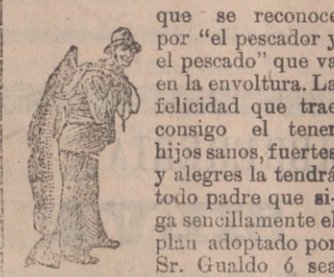 que se reconoce
por "el pescador y
el pescado" que va
en la envoltura. La
felicidad que trae
consigo el tener
hijos sanos, fuertes
y alegres la tendrá
todo padre que si-
ga sencillamente el
plan adoptado por
Sr. Gualdo ó sea